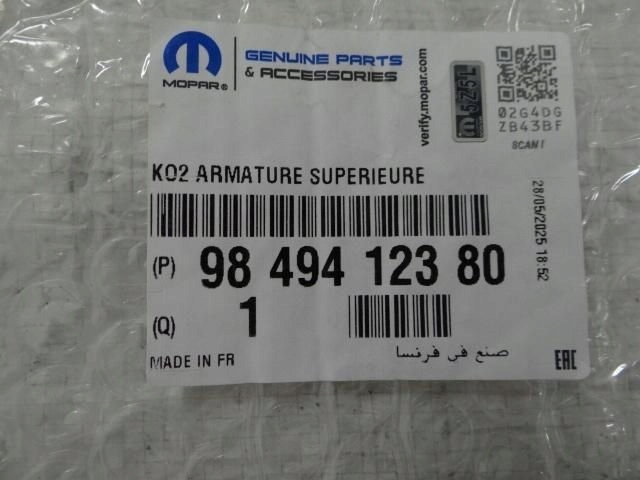 MOPAR®
GENUINE PARTS
& ACCESSORIES
verify.mopar.com
5Z5L
02G4DG
ZB43BF
SCAN!
K02 ARMATURE SUPERIEURE
28/05/2025 18:52
(P) 98 494 123 80
(Q) 1
MADE IN FR
صنع في فرنسا
EAC